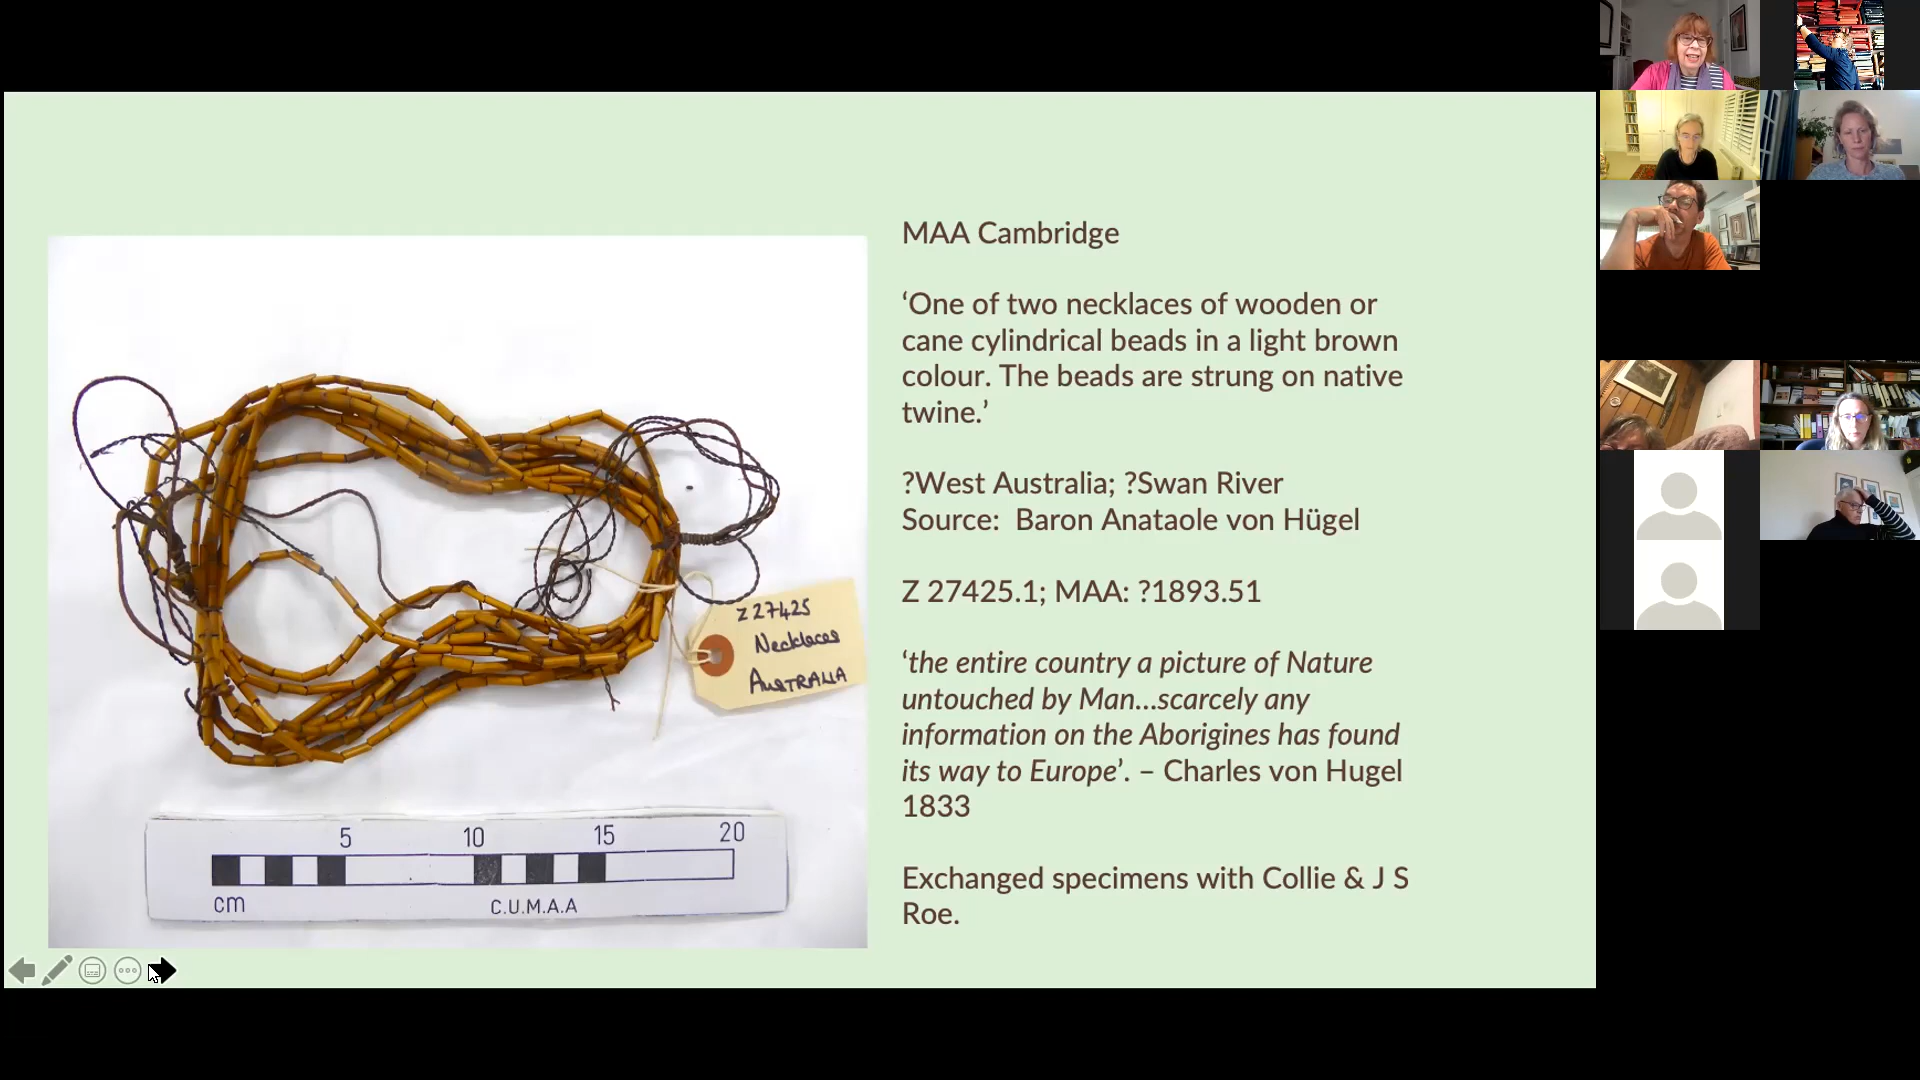 MAA Cambridge
‘One of two necklaces of wooden or
cane cylindrical beads in a light brown
colour. The beads are strung on native
twine.’
?West Australia; ?Swan River
Source:  Baron Anataole von Hügel
Z 27425.1; MAA: ?1893.51
‘the entire country a picture of Nature
untouched by Man...scarcely any
information on the Aborigines has found
its way to Europe’. – Charles von Hugel
1833
Exchanged specimens with Collie & J S
Roe.
Z27425
Necklaces
AUSTRALIA
5 10 15 20
cm C.U.M.A.A